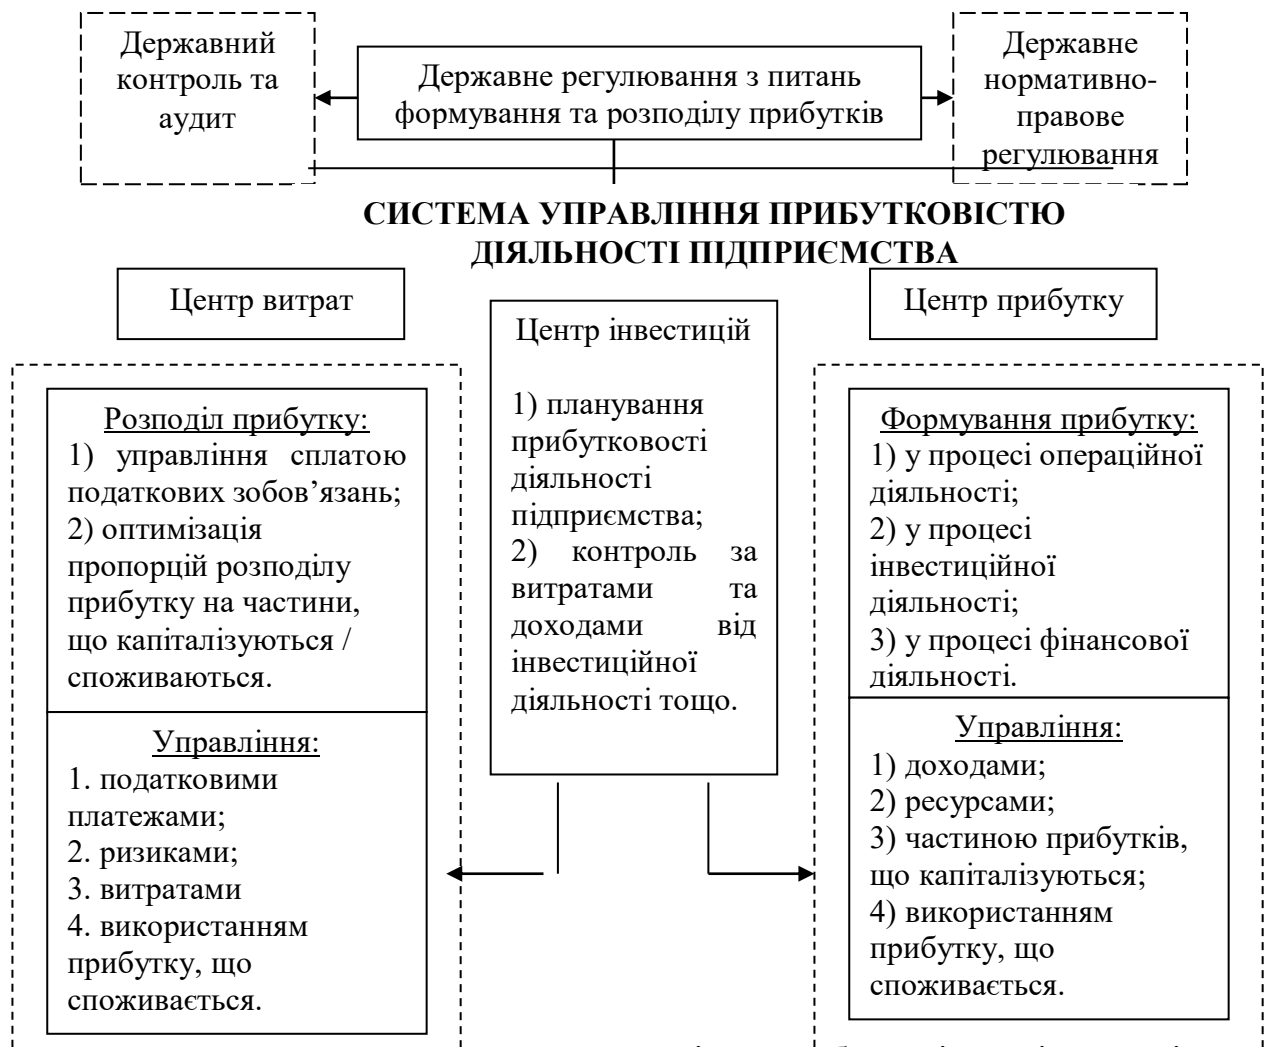 Державний
контроль та
аудит
Державне регулювання з питань
формування та розподілу прибутків
Державне
нормативно-
правове
регулювання
СИСТЕМА УПРАВЛІННЯ ПРИБУТКОВІСТЮ
ДІЯЛЬНОСТІ ПІДПРИЄМСТВА
Центр витрат
Розподіл прибутку:
1) управління сплатою
податкових зобов’язань;
2) оптимізація
пропорцій розподілу
прибутку на частини,
що капіталізуються /
споживаються.
Управління:
1. податковими
платежами;
2. ризиками;
3. витратами
4. використанням
прибутку, що
споживається.
Центр інвестицій
1) планування
прибутковості
діяльності
підприємства;
2) контроль за
витратами та
доходами від
інвестиційної
діяльності тощо.
Центр прибутку
Формування прибутку:
1) у процесі операційної
діяльності;
2) у процесі
інвестиційної
діяльності;
3) у процесі фінансової
діяльності.
Управління:
1) доходами;
2) ресурсами;
3) частиною прибутків,
що капіталізуються;
4) використанням
прибутку, що
споживається.